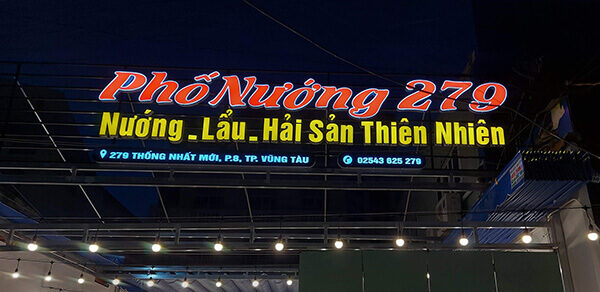 Phố Nướng 279
Nướng - Lẩu - Hải Sản Thiên Nhiên
279 THỐNG NHẤT MỚI, P.8, TP. VŨNG TÀU
02543 625 279